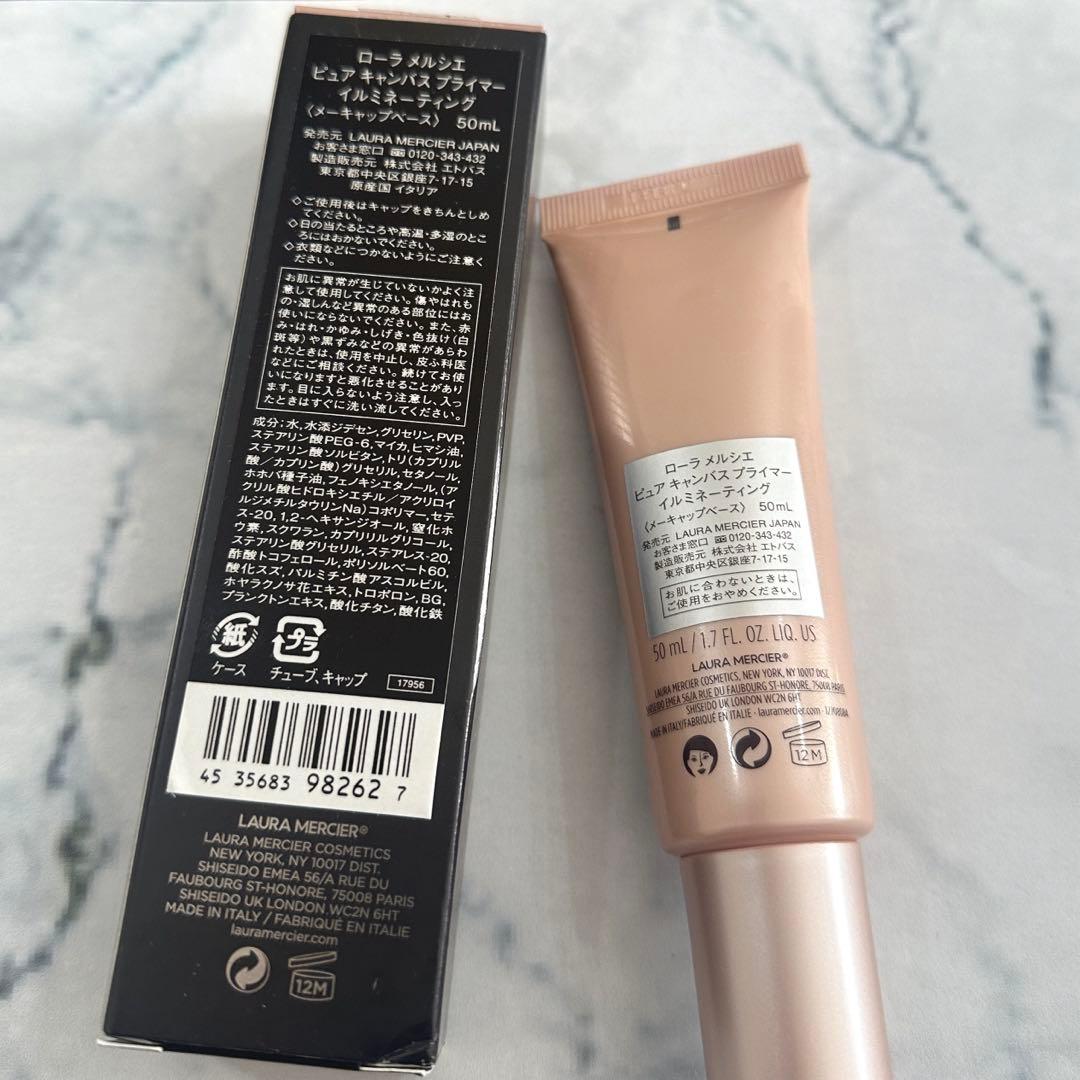 ローラ メルシエ
ピュア キャンバス プライマー
イルミネーティング
〈メーキャップベース〉 50mL
発売元 LAURA MERCIER JAPAN
お客さま窓口 0120-343-432
製造販売元 株式会社 エトバス
東京都中央区銀座7-17-15
原産国 イタリア
◇ご使用後はキャップをきちんとしめ
てください。
◇日の当たるところや高温・多湿のとこ
ろにはおかないでください。
◇衣類などにつかないようにご注意く
ださい。
お肌に異常が生じていないかよく注
意して使用してください。傷やはれも
の・湿しんなど異常のある部位にはお
使いにならないでください。また、赤
み・はれ・かゆみ・しげき・色抜け(白
斑等)や黒ずみなどの異常があらわ
れたときは、使用を中止し、皮ふ科医
などにご相談ください。続けてお使
いになりますと悪化させることがあり
ます。目に入らないよう注意し、入っ
たときはすぐに洗い流してください。
成分:水,水添ジデセン,グリセリン,PVP,
ステアリン酸PEG-6,マイカ,ヒマシ油,
ステアリン酸ソルビタン,トリ(カプリル
酸/カプリン酸)グリセリル,セタノール,
ホホバ種子油,フェノキシエタノール,(ア
クリル酸ヒドロキシエチル/アクリロイ
ルジメチルタウリンNa)コポリマー,セテ
ス-20,1,2-ヘキサンジオール,窒化ホ
ウ素,スクワラン,カプリリルグリコール,
ステアリン酸グリセリル,ステアレス-20,
酢酸トコフェロール,ポリソルベート60,
酸化スズ,パルミチン酸アスコルビル,
ホヤラクノサ花エキス,トロポロン,BG,
プランクトンエキス,酸化チタン,酸化鉄
紙 プラ
ケース チューブ、キャップ
17956
45 35683 98262 7
LAURA MERCIER®
LAURA MERCIER COSMETICS
NEW YORK, NY 10017 DIST.
SHISEIDO EMEA 56/A RUE DU
FAUBOURG ST-HONORE, 75008 PARIS
SHISEIDO UK LONDON WC2N 6HT
MADE IN ITALY / FABRIQUÉ EN ITALIE
lauramercier.com
12M
ローラ メルシエ
ピュア キャンバス プライマー
イルミネーティング
〈メーキャップベース〉 50mL
発売元 LAURA MERCIER JAPAN
お客さま窓口 0120-343-432
製造販売元 株式会社 エトバス
東京都中央区銀座7-17-15
お肌に合わないときは、
ご使用をおやめください。
50 mL / 1.7 FL. OZ. LIQ. US
LAURA MERCIER®
LAURA MERCIER COSMETICS, NEW YORK, NY 10017 DIST.
SHISEIDO EMEA 56/A RUE DU FAUBOURG ST-HONORE, 75008 PARIS
SHISEIDO UK LONDON WC2N 6HT
MADE IN ITALY/FABRIQUÉ EN ITALIE · lauramercier.com
12M